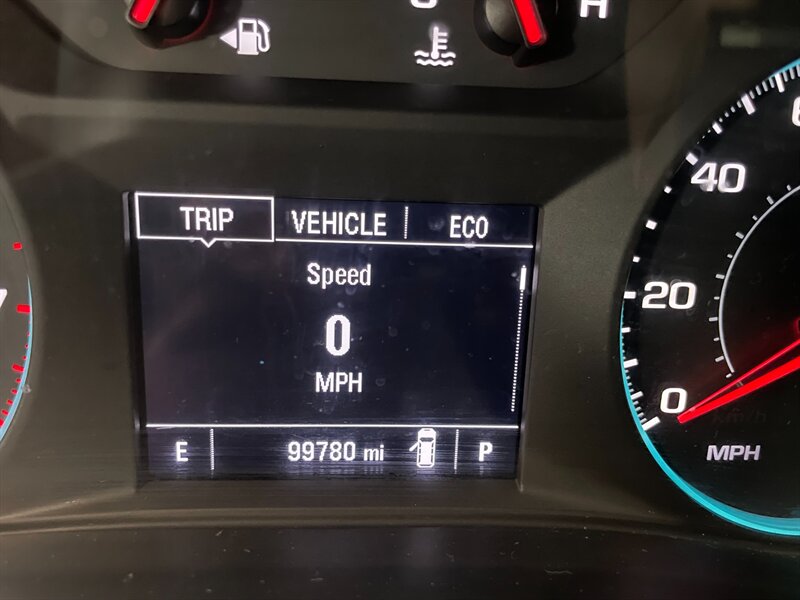 H
TRIP VEHICLE ECO
Speed
0
MPH
E 99780 mi P
40
20
0
MPH